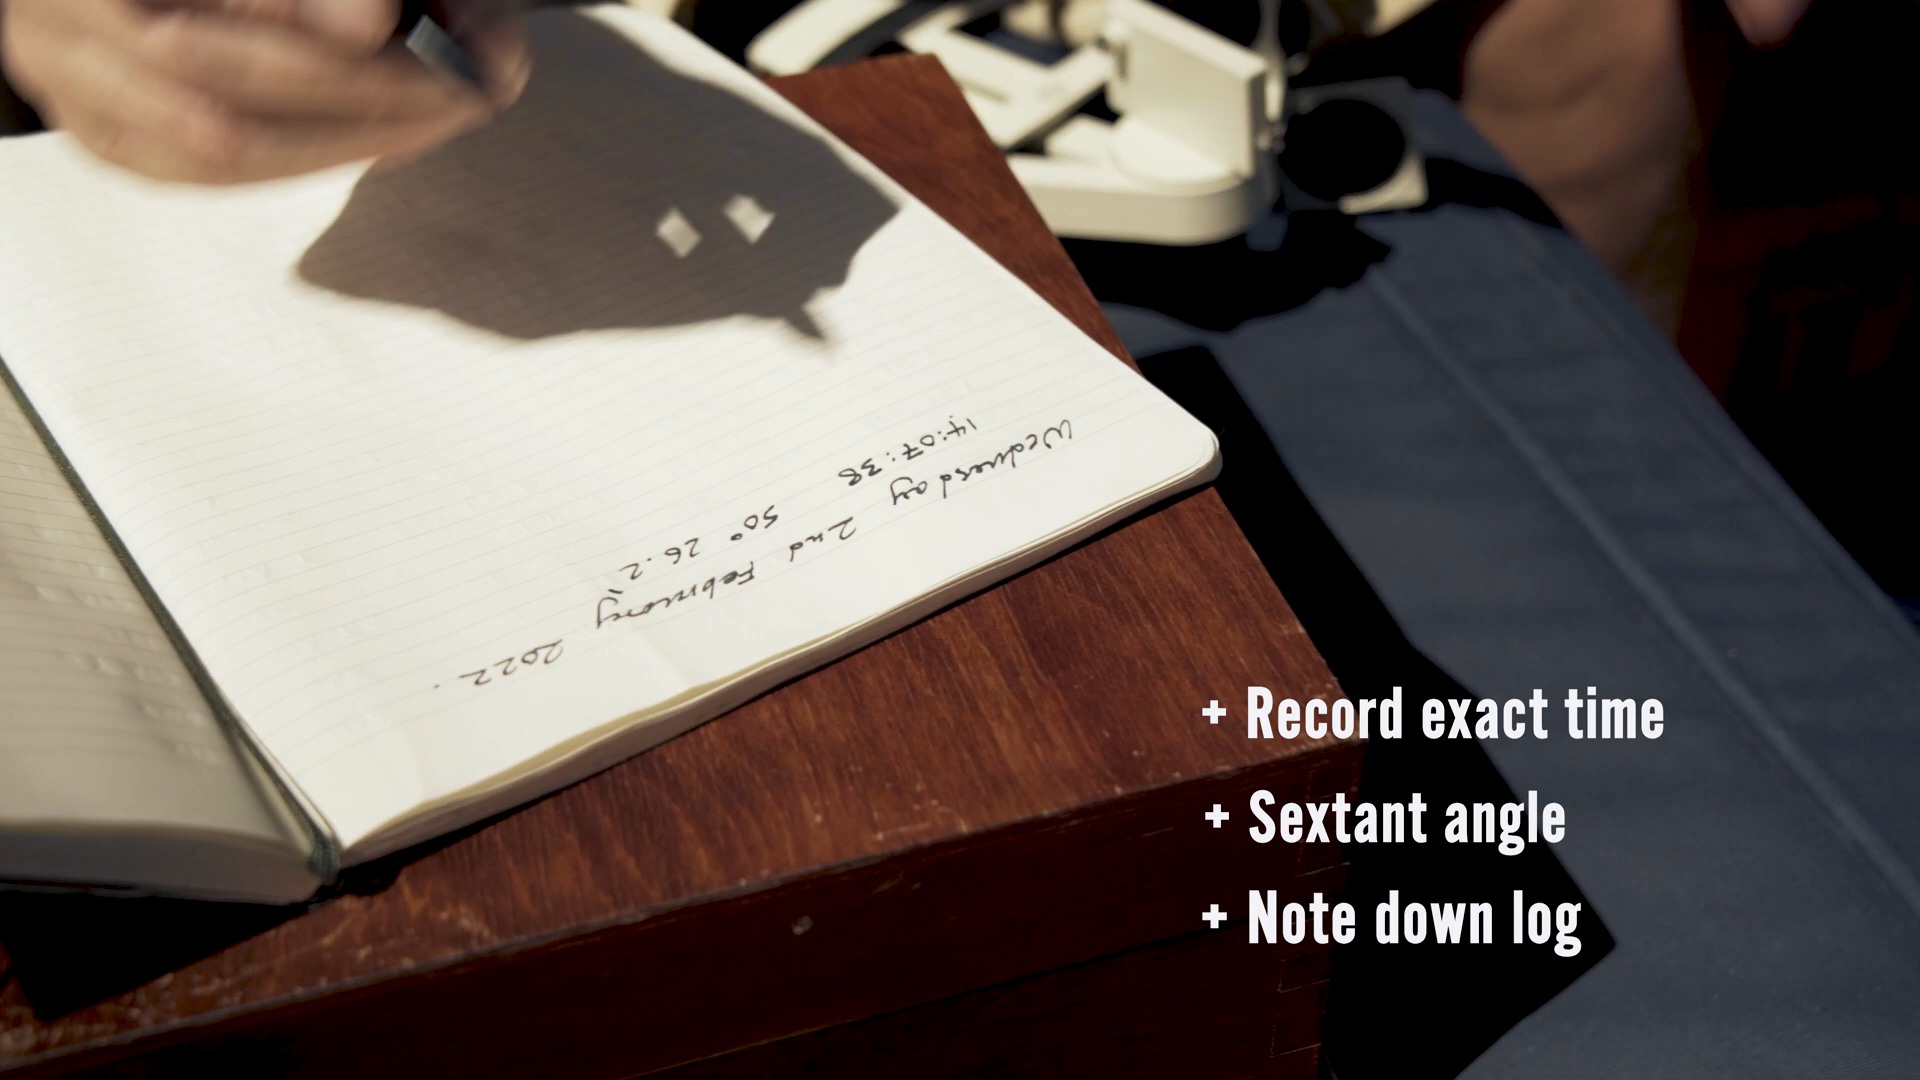 Wednesday 2nd February 2022.
14:07:38 50° 26.2'
+ Record exact time
+ Sextant angle
+ Note down log